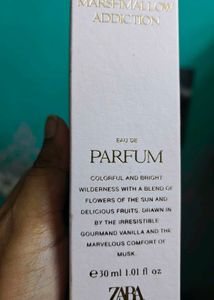 MARSHMALLOW
ADDICTION
EAU DE
PARFUM
COLORFUL AND BRIGHT
WILDERNESS WITH A BLEND OF
FLOWERS OF THE SUN AND
DELICIOUS FRUITS. DRAWN IN
BY THE IRRESISTIBLE
GOURMAND VANILLA AND THE
MARVELOUS COMFORT OF
MUSK.
e 30 ml 1.01 fl oz
ZARA